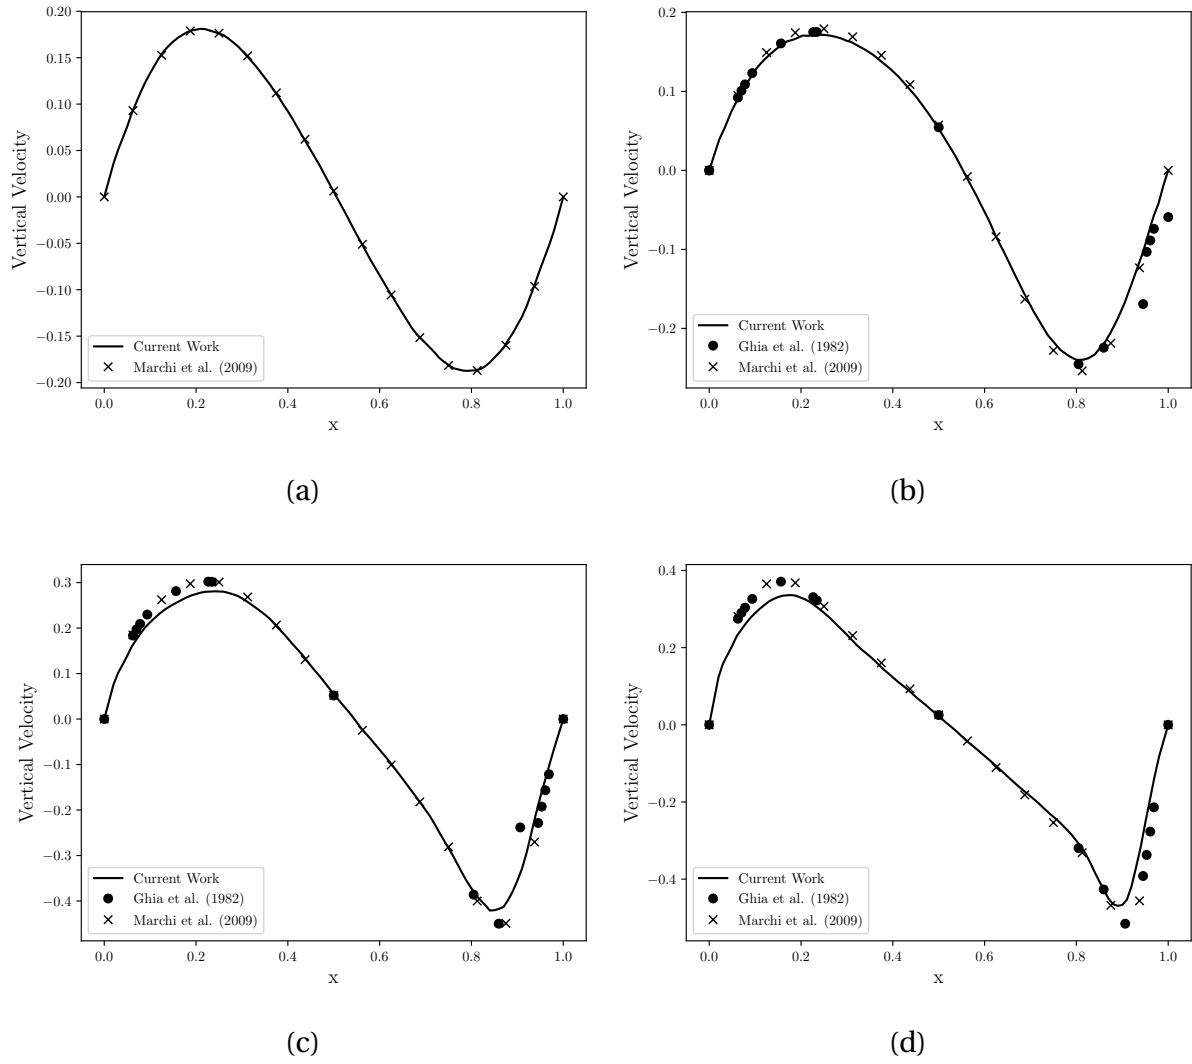 0.20
0.15
0.10
0.05
0.00
−0.05
−0.10
−0.15
−0.20
Vertical Velocity
Current Work
Marchi et al. (2009)
0.0 0.2 0.4 0.6 0.8 1.0
x
(a)
0.2
0.1
0.0
−0.1
−0.2
Vertical Velocity
Current Work
Ghia et al. (1982)
Marchi et al. (2009)
0.0 0.2 0.4 0.6 0.8 1.0
x
(b)
0.3
0.2
0.1
0.0
−0.1
−0.2
−0.3
−0.4
Vertical Velocity
Current Work
Ghia et al. (1982)
Marchi et al. (2009)
0.0 0.2 0.4 0.6 0.8 1.0
x
(c)
0.4
0.2
0.0
−0.2
−0.4
Vertical Velocity
Current Work
Ghia et al. (1982)
Marchi et al. (2009)
0.0 0.2 0.4 0.6 0.8 1.0
x
(d)